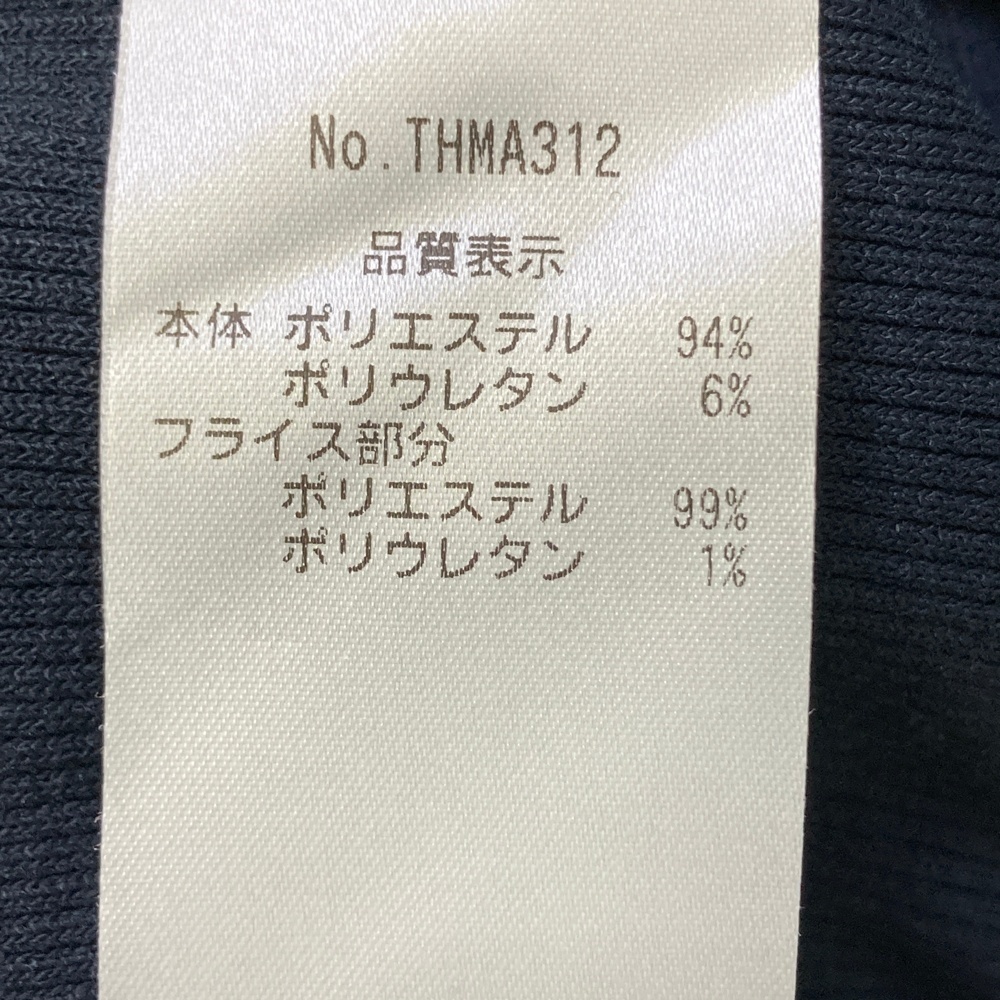 No.THMA312
品質表示
本体 ポリエステル 94%
ポリウレタン 6%
フライス部分
ポリエステル 99%
ポリウレタン 1%